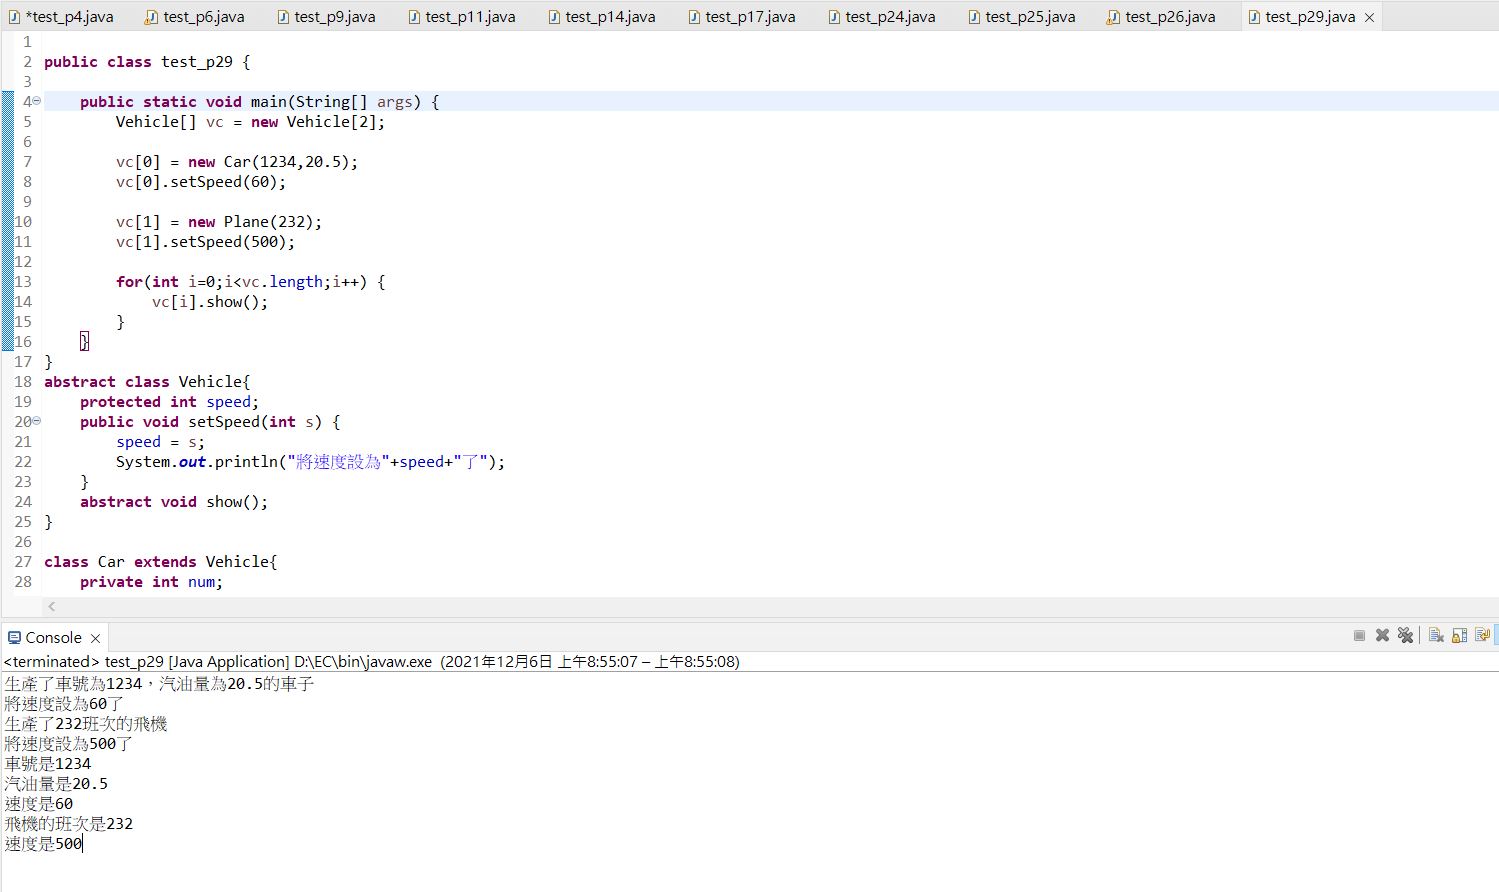 *test_p4.java test_p6.java test_p9.java test_p11.java test_p14.java test_p17.java test_p24.java test_p25.java test_p26.java test_p29.java
1
2 public class test_p29 {
3
4     public static void main(String[] args) {
5         Vehicle[] vc = new Vehicle[2];
6
7         vc[0] = new Car(1234,20.5);
8         vc[0].setSpeed(60);
9
10         vc[1] = new Plane(232);
11         vc[1].setSpeed(500);
12
13         for(int i=0;i<vc.length;i++) {
14             vc[i].show();
15         }
16     }
17 }
18 abstract class Vehicle{
19     protected int speed;
20     public void setSpeed(int s) {
21         speed = s;
22         System.out.println("將速度設為"+speed+"了");
23     }
24     abstract void show();
25 }
26
27 class Car extends Vehicle{
28     private int num;
Console
<terminated> test_p29 [Java Application] D:\EC\bin\javaw.exe (2021年12月6日 上午8:55:07 – 上午8:55:08)
生產了車號為1234，汽油量為20.5的車子
將速度設為60了
生產了232班次的飛機
將速度設為500了
車號是1234
汽油量是20.5
速度是60
飛機的班次是232
速度是500